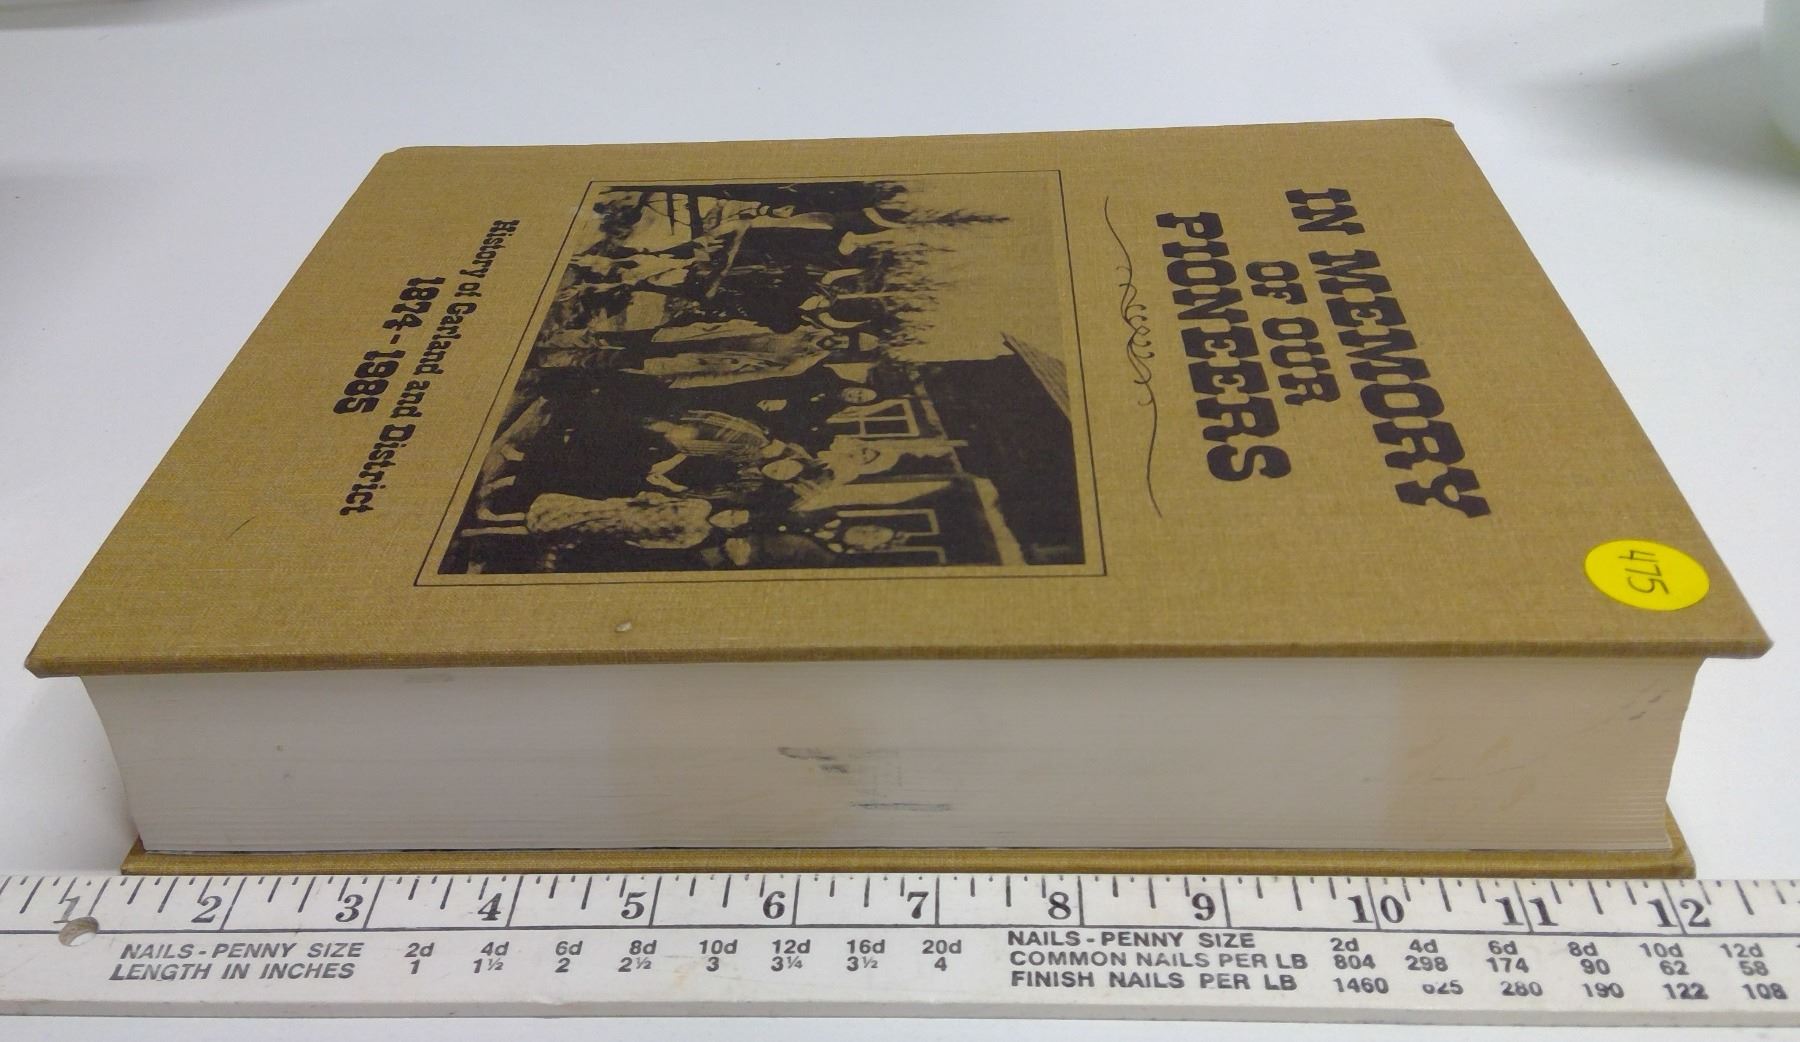 IN MEMORY
OF OUR
PIONEERS
History of Garland and District
1874-1985
475
1 2 3 4 5 6 7 8 9 10 11 12
NAILS-PENNY SIZE 2d 4d 6d 8d 10d 12d 16d 20d
LENGTH IN INCHES 1 1½ 2 2½ 3 3¼ 3½ 4
NAILS-PENNY SIZE 2d 4d 6d 8d 10d 12d
COMMON NAILS PER LB 804 298 174 90 62 58
FINISH NAILS PER LB 1460 625 280 190 122 108